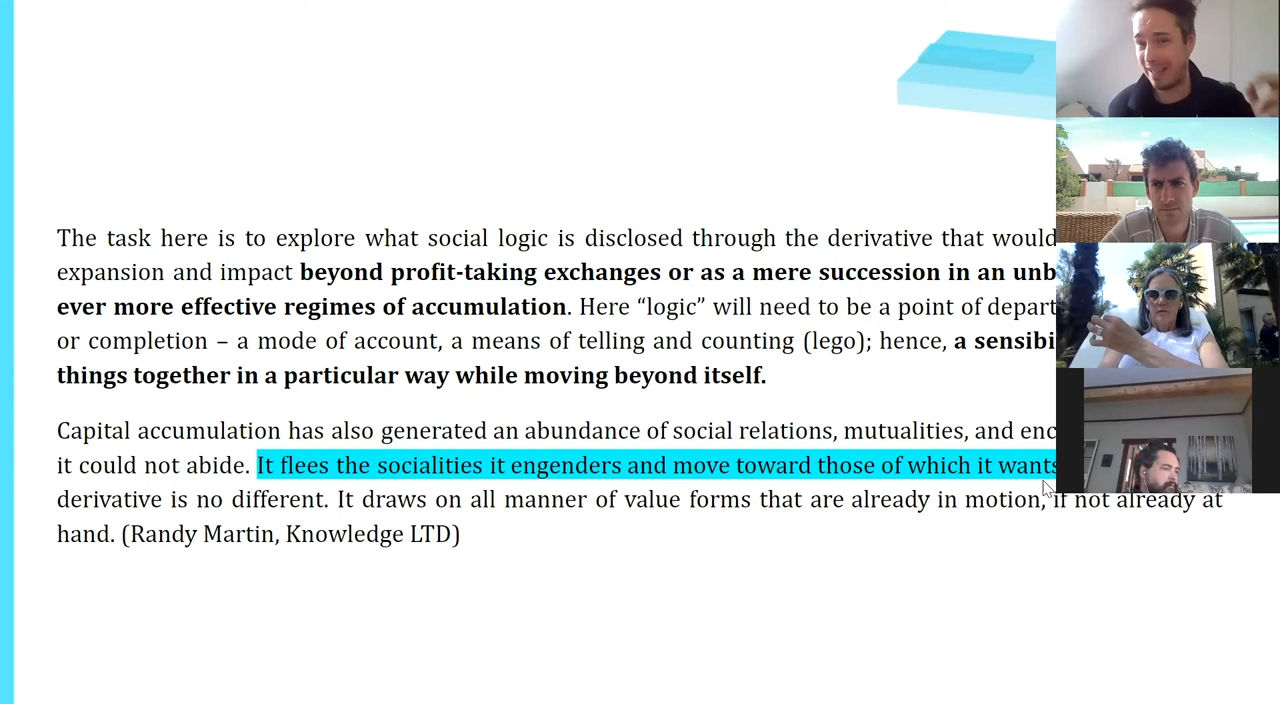 The task here is to explore what social logic is disclosed through the derivative that would
expansion and impact beyond profit-taking exchanges or as a mere succession in an unb
ever more effective regimes of accumulation. Here “logic” will need to be a point of depart
or completion – a mode of account, a means of telling and counting (lego); hence, a sensibi
things together in a particular way while moving beyond itself.
Capital accumulation has also generated an abundance of social relations, mutualities, and enc
it could not abide. It flees the socialities it engenders and move toward those of which it wants
derivative is no different. It draws on all manner of value forms that are already in motion, if not already at
hand. (Randy Martin, Knowledge LTD)